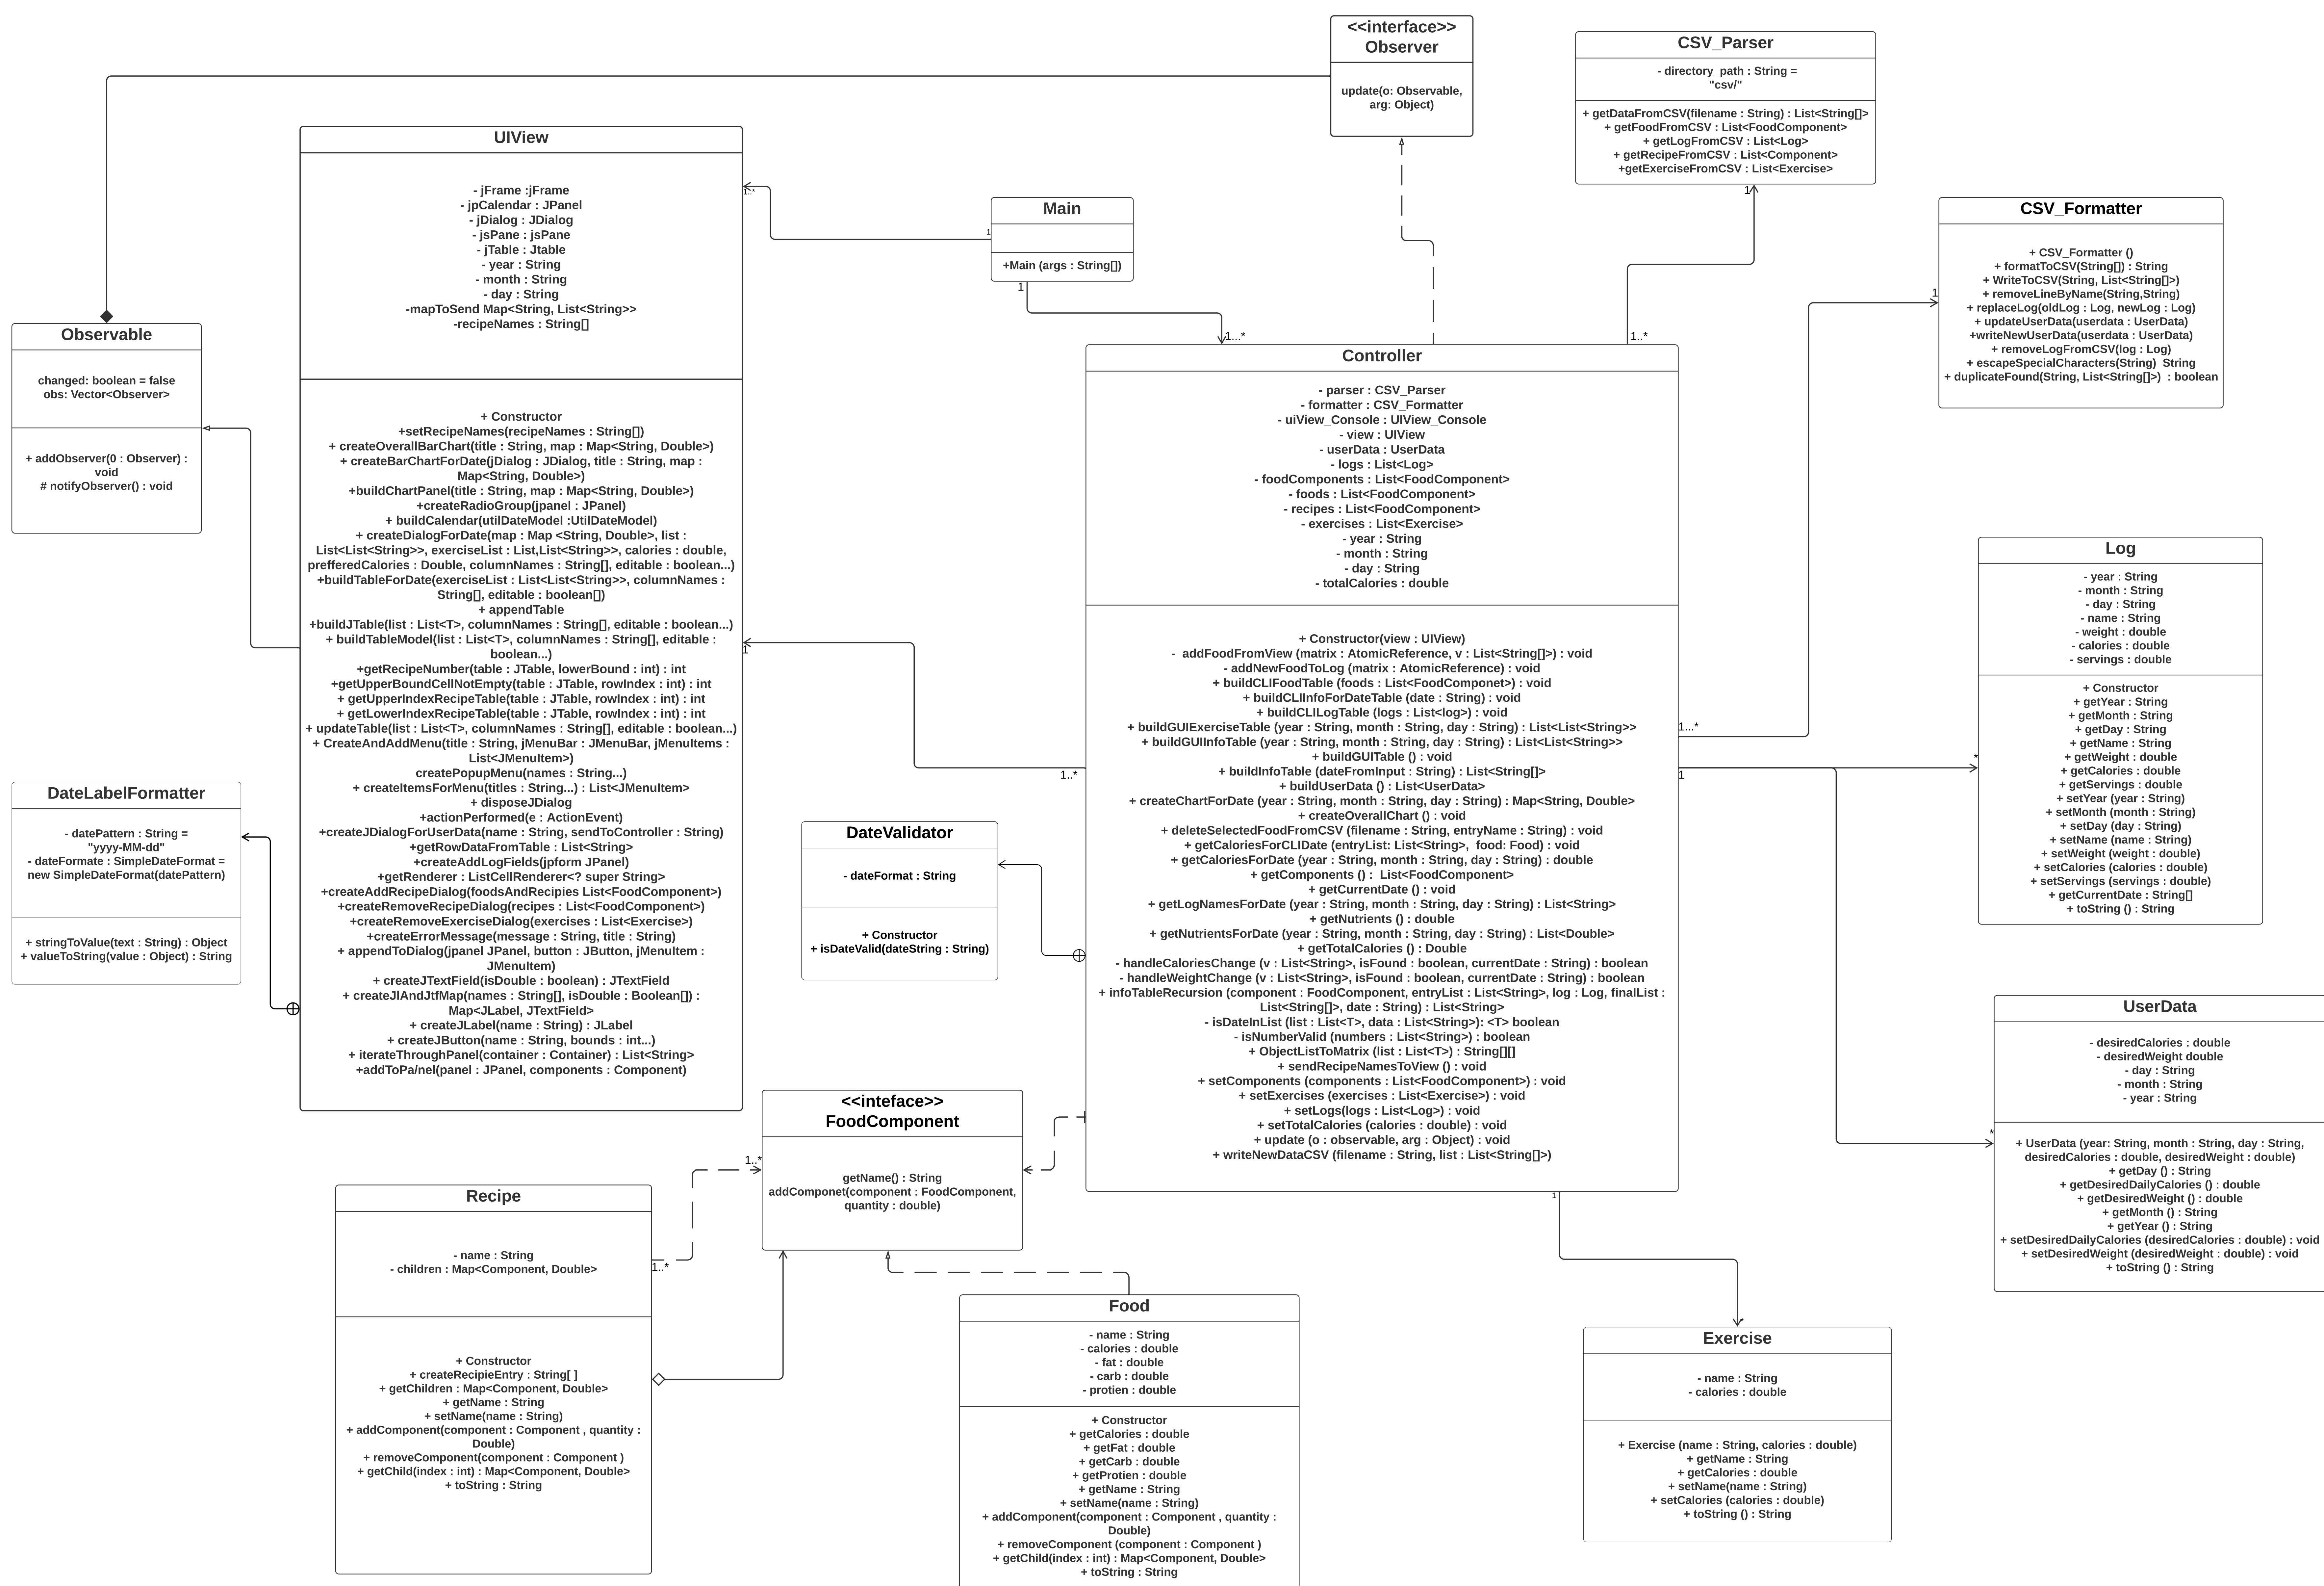 <<interface>>
Observer
update(o: Observable,
arg: Object)
CSV_Parser
- directory_path : String =
"csv/"
+ getDataFromCSV(filename : String) : List<String[]>
+ getFoodFromCSV : List<FoodComponent>
+ getLogFromCSV : List<Log>
+ getRecipeFromCSV : List<Component>
+getExerciseFromCSV : List<Exercise>
1
UIView
- jFrame :jFrame
- jpCalendar : JPanel
- jDialog : JDialog
- jsPane : jsPane
- jTable : Jtable
- year : String
- month : String
- day : String
-mapToSend Map<String, List<String>>
-recipeNames : String[]
+ Constructor
+setRecipeNames(recipeNames : String[])
+ createOverallBarChart(title : String, map : Map<String, Double>)
+ createBarChartForDate(jDialog : JDialog, title : String, map :
Map<String, Double>)
+buildChartPanel(title : String, map : Map<String, Double>)
+createRadioGroup(jpanel : JPanel)
+ buildCalendar(utilDateModel :UtilDateModel)
+ createDialogForDate(map : Map <String, Double>, list :
List<List<String>>, exerciseList : List,List<String>>, calories : double,
prefferedCalories : Double, columnNames : String[], editable : boolean...)
+buildTableForDate(exerciseList : List<List<String>>, columnNames :
String[], editable : boolean[])
+ appendTable
+buildJTable(list : List<T>, columnNames : String[], editable : boolean...)
+ buildTableModel(list : List<T>, columnNames : String[], editable :
boolean...)
+getRecipeNumber(table : JTable, lowerBound : int) : int
+getUpperBoundCellNotEmpty(table : JTable, rowIndex : int) : int
+ getUpperIndexRecipeTable(table : JTable, rowIndex : int) : int
+ getLowerIndexRecipeTable(table : JTable, rowIndex : int) : int
+ updateTable(list : List<T>, columnNames : String[], editable : boolean...)
+ CreateAndAddMenu(title : String, jMenuBar : JMenuBar, jMenuItems :
List<JMenuItem>)
createPopupMenu(names : String...)
+ createItemsForMenu(titles : String...) : List<JMenuItem>
+ disposeJDialog
+actionPerformed(e : ActionEvent)
+createJDialogForUserData(name : String, sendToController : String)
+getRowDataFromTable : List<String>
+createAddLogFields(jpform JPanel)
+getRenderer : ListCellRenderer<? super String>
+createAddRecipeDialog(foodsAndRecipies List<FoodComponent>)
+createRemoveRecipeDialog(recipes : List<FoodComponent>)
+createRemoveExerciseDialog(exercises : List<Exercise>)
+createErrorMessage(message : String, title : String)
+ appendToDialog(jpanel JPanel, button : JButton, jMenuItem :
JMenuItem)
+ createJTextField(isDouble : boolean) : JTextField
+ createJlAndJtfMap(names : String[], isDouble : Boolean[]) :
Map<JLabel, JTextField>
+ createJLabel(name : String) : JLabel
+ createJButton(name : String, bounds : int...)
+ iterateThroughPanel(container : Container) : List<String>
+addToPa/nel(panel : JPanel, components : Component)
1..*
Main
+Main (args : String[])
1
1
1...*
1..*
CSV_Formatter
+ CSV_Formatter ()
+ formatToCSV(String[]) : String
+ WriteToCSV(String, List<String[]>)
+ removeLineByName(String,String)
+ replaceLog(oldLog : Log, newLog : Log)
+ updateUserData(userdata : UserData)
+writeNewUserData(userdata : UserData)
+ removeLogFromCSV(log : Log)
+ escapeSpecialCharacters(String)  String
+ duplicateFound(String, List<String[]>)  : boolean
1
Observable
changed: boolean = false
obs: Vector<Observer>
+ addObserver(0 : Observer) :
void
# notifyObserver() : void
Controller
- parser : CSV_Parser
- formatter : CSV_Formatter
- uiView_Console : UIView_Console
- view : UIView
- userData : UserData
- logs : List<Log>
- foodComponents : List<FoodComponent>
- foods : List<FoodComponent>
- recipes : List<FoodComponent>
- exercises : List<Exercise>
- year : String
- month : String
- day : String
- totalCalories : double
+ Constructor(view : UIView)
-  addFoodFromView (matrix : AtomicReference, v : List<String[]>) : void
- addNewFoodToLog (matrix : AtomicReference) : void
+ buildCLIFoodTable (foods : List<FoodComponet>) : void
+ buildCLIInfoForDateTable (date : String) : void
+ buildCLILogTable (logs : List<log>) : void
+ buildGUIExerciseTable (year : String, month : String, day : String) : List<List<String>>
+ buildGUIInfoTable (year : String, month : String, day : String) : List<List<String>>
+ buildGUITable () : void
+ buildInfoTable (dateFromInput : String) : List<String[]>
+ buildUserData () : List<UserData>
+ createChartForDate (year : String, month : String, day : String) : Map<String, Double>
+ createOverallChart () : void
+ deleteSelectedFoodFromCSV (filename : String, entryName : String) : void
+ getCaloriesForCLIDate (entryList: List<String>,  food: Food) : void
+ getCaloriesForDate (year : String, month : String, day : String) : double
+ getComponents () :  List<FoodComponent>
+ getCurrentDate () : void
+ getLogNamesForDate (year : String, month : String, day : String) : List<String>
+ getNutrients () : double
+ getNutrientsForDate (year : String, month : String, day : String) : List<Double>
+ getTotalCalories () : Double
- handleCaloriesChange (v : List<String>, isFound : boolean, currentDate : String) : boolean
- handleWeightChange (v : List<String>, isFound : boolean, currentDate : String) : boolean
+ infoTableRecursion (component : FoodComponent, entryList : List<String>, log : Log, finalList :
List<String[]>, date : String) : List<String>
- isDateInList (list : List<T>, data : List<String>): <T> boolean
- isNumberValid (numbers : List<String>) : boolean
+ ObjectListToMatrix (list : List<T>) : String[][]
+ sendRecipeNamesToView () : void
+ setComponents (components : List<FoodComponent>) : void
+ setExercises (exercises : List<Exercise>) : void
+ setLogs(logs : List<Log>) : void
+ setTotalCalories (calories : double) : void
+ update (o : observable, arg : Object) : void
+ writeNewDataCSV (filename : String, list : List<String[]>)
1
1..*
1...*
1
*
Log
- year : String
- month : String
- day : String
- name : String
- weight : double
- calories : double
- servings : double
+ Constructor
+ getYear : String
+ getMonth : String
+ getDay : String
+ getName : String
+ getWeight : double
+ getCalories : double
+ getServings : double
+ setYear (year : String)
+ setMonth (month : String)
+ setDay (day : String)
+ setName (name : String)
+ setWeight (weight : double)
+ setCalories (calories : double)
+ setServings (servings : double)
+ getCurrentDate : String[]
+ toString () : String
DateLabelFormatter
- datePattern : String =
"yyyy-MM-dd"
- dateFormate : SimpleDateFormat =
new SimpleDateFormat(datePattern)
+ stringToValue(text : String) : Object
+ valueToString(value : Object) : String
DateValidator
- dateFormat : String
+ Constructor
+ isDateValid(dateString : String)
UserData
- desiredCalories : double
- desiredWeight double
- day : String
- month : String
- year : String
+ UserData (year: String, month : String, day : String,
desiredCalories : double, desiredWeight : double)
+ getDay () : String
+ getDesiredDailyCalories () : double
+ getDesiredWeight () : double
+ getMonth () : String
+ getYear () : String
+ setDesiredDailyCalories (desiredCalories : double) : void
+ setDesiredWeight (desiredWeight : double) : void
+ toString () : String
*
<<inteface>>
FoodComponent
getName() : String
addComponet(component : FoodComponent,
quantity : double)
1..*
1..*
Recipe
- name : String
- children : Map<Component, Double>
+ Constructor
+ createRecipieEntry : String[ ]
+ getChildren : Map<Component, Double>
+ getName : String
+ setName(name : String)
+ addComponent(component : Component , quantity :
Double)
+ removeComponent(component : Component )
+ getChild(index : int) : Map<Component, Double>
+ toString : String
Food
- name : String
- calories : double
- fat : double
- carb : double
- protien : double
+ Constructor
+ getCalories : double
+ getFat : double
+ getCarb : double
+ getProtien : double
+ getName : String
+ setName(name : String)
+ addComponent(component : Component , quantity :
Double)
+ removeComponent (component : Component )
+ getChild(index : int) : Map<Component, Double>
+ toString : String
1
*
Exercise
- name : String
- calories : double
+ Exercise (name : String, calories : double)
+ getName : String
+ getCalories : double
+ setName(name : String)
+ setCalories (calories : double)
+ toString () : String